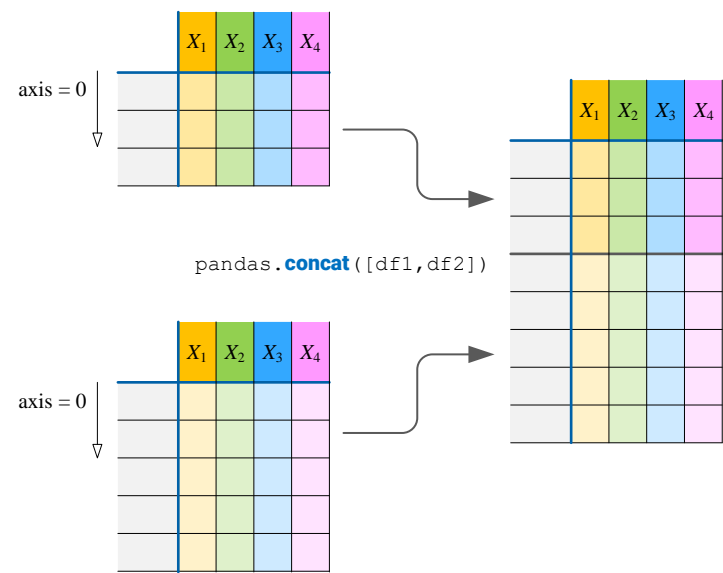 X₁ X₂ X₃ X₄
axis = 0
X₁ X₂ X₃ X₄
pandas.concat([df1,df2])
X₁ X₂ X₃ X₄
axis = 0